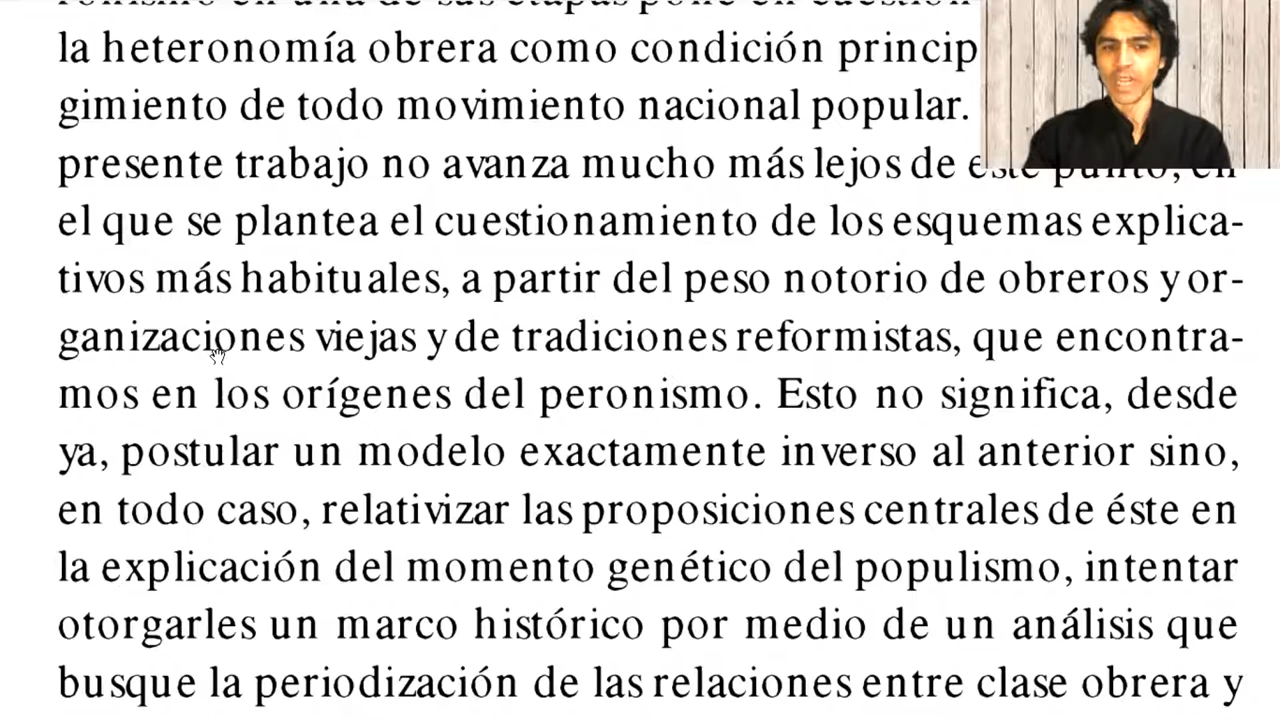 la heteronomía obrera como condición
gimiento de todo movimiento nacional popular.
presente trabajo no avanza mucho más lejos de este punto, en
el que se plantea el cuestionamiento de los esquemas explica-
tivos más habituales, a partir del peso notorio de obreros y or-
ganizaciones viejas y de tradiciones reformistas, que encontra-
mos en los orígenes del peronismo. Esto no significa, desde
ya, postular un modelo exactamente inverso al anterior sino,
en todo caso, relativizar las proposiciones centrales de éste en
la explicación del momento genético del populismo, intentar
otorgarles un marco histórico por medio de un análisis que
busque la periodización de las relaciones entre clase obrera y